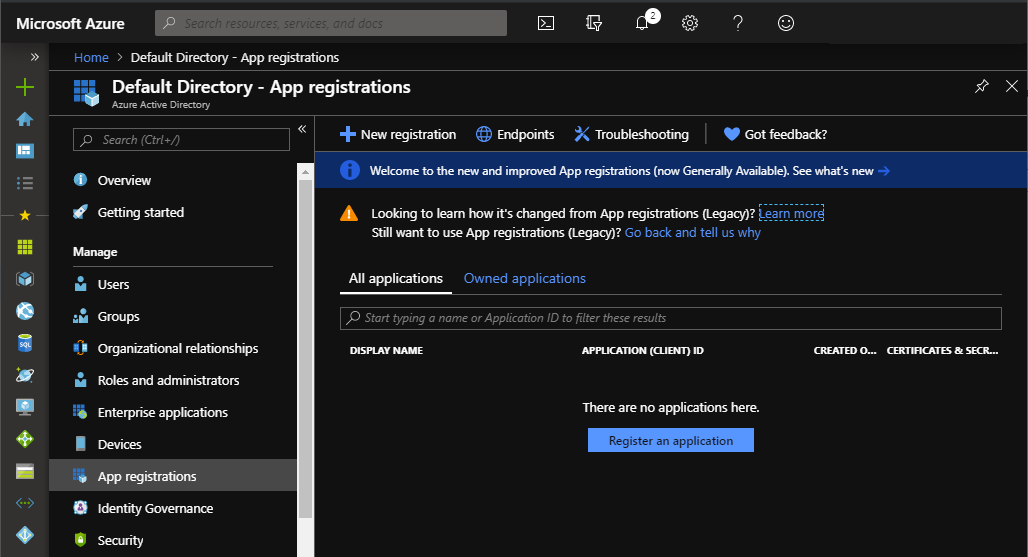 Microsoft Azure
Search resources, services, and docs
2
Home > Default Directory - App registrations
Default Directory - App registrations
Azure Active Directory
Search (Ctrl+/)
Overview
Getting started
Manage
Users
Groups
Organizational relationships
Roles and administrators
Enterprise applications
Devices
App registrations
Identity Governance
Security
New registration
Endpoints
Troubleshooting
Got feedback?
Welcome to the new and improved App registrations (now Generally Available). See what's new →
Looking to learn how it's changed from App registrations (Legacy)? Learn more
Still want to use App registrations (Legacy)? Go back and tell us why
All applications
Owned applications
Start typing a name or Application ID to filter these results
DISPLAY NAME
APPLICATION (CLIENT) ID
CREATED O...
CERTIFICATES & SECR...
There are no applications here.
Register an application
SQL